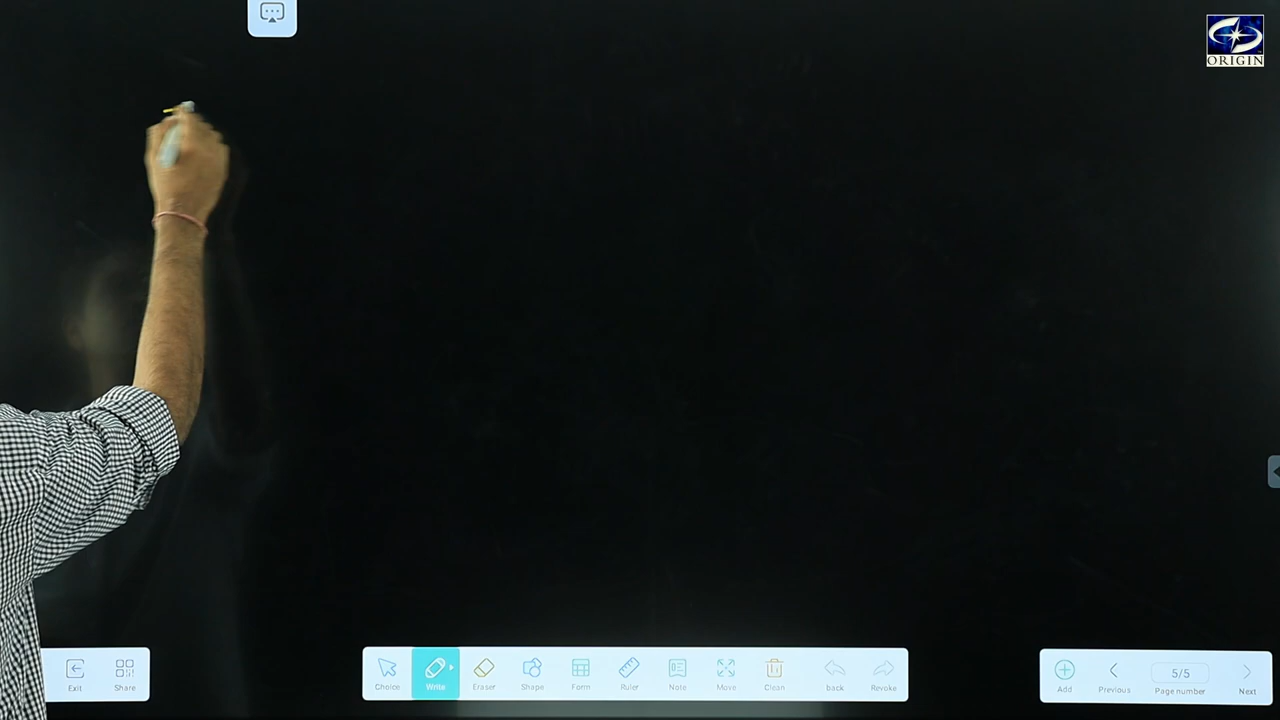 ORIGIN
Exit
Share
Choice
Write
Eraser
Shape
Form
Ruler
Note
Move
Clean
back
Revoke
Add
Previous
5/5
Page number
Next